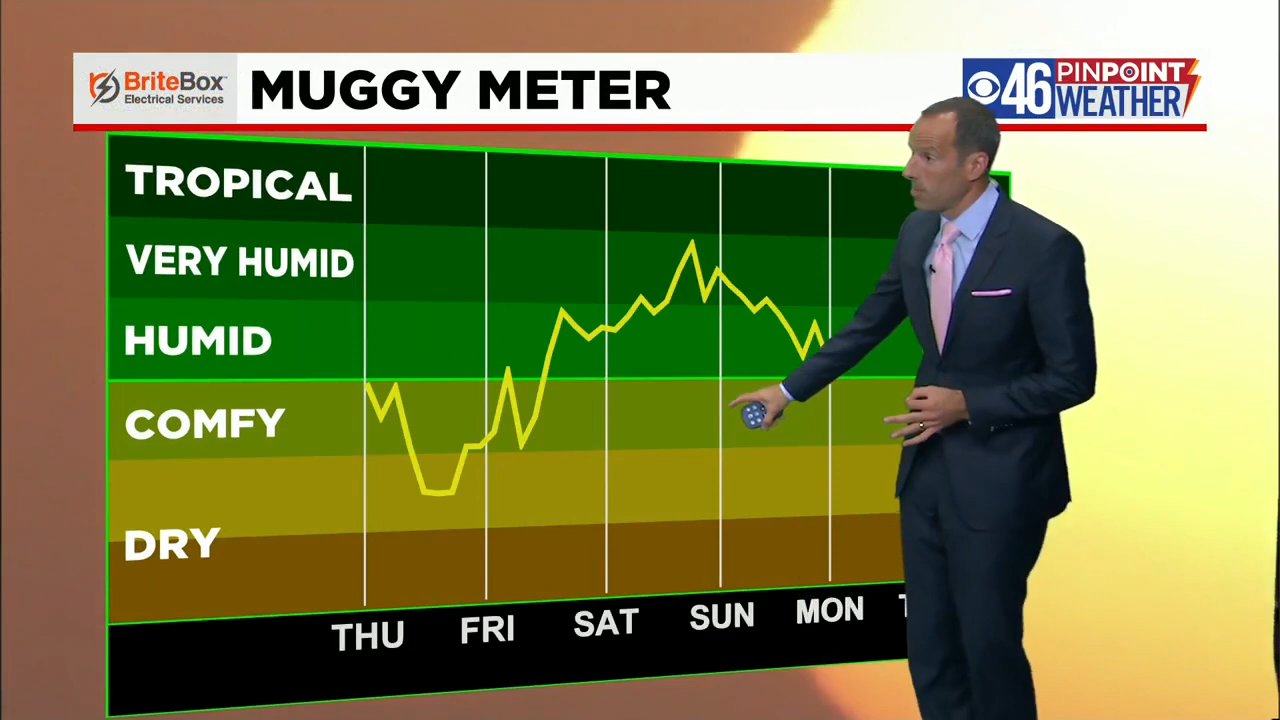 BriteBox
Electrical Services
MUGGY METER
46
PINPOINT
WEATHER
TROPICAL
VERY HUMID
HUMID
COMFY
DRY
THU FRI SAT SUN MON